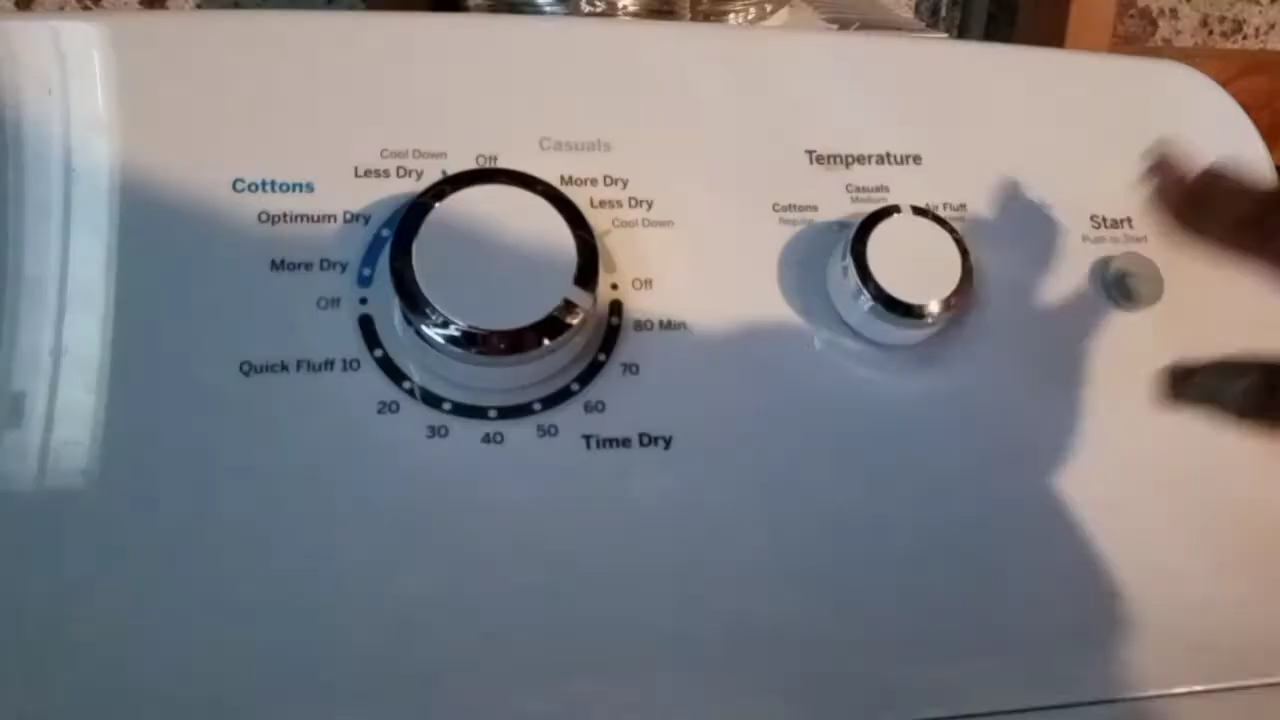 Cottons
Cool Down
Less Dry
Optimum Dry
More Dry
Off
Off
Casuals
More Dry
Less Dry
Cool Down
Off
Quick Fluff 10
20
30
40
50
60
70
80 Min
Time Dry
Temperature
Cottons
Regular
Casuals
Medium
Air Fluff
Start
Push to Start